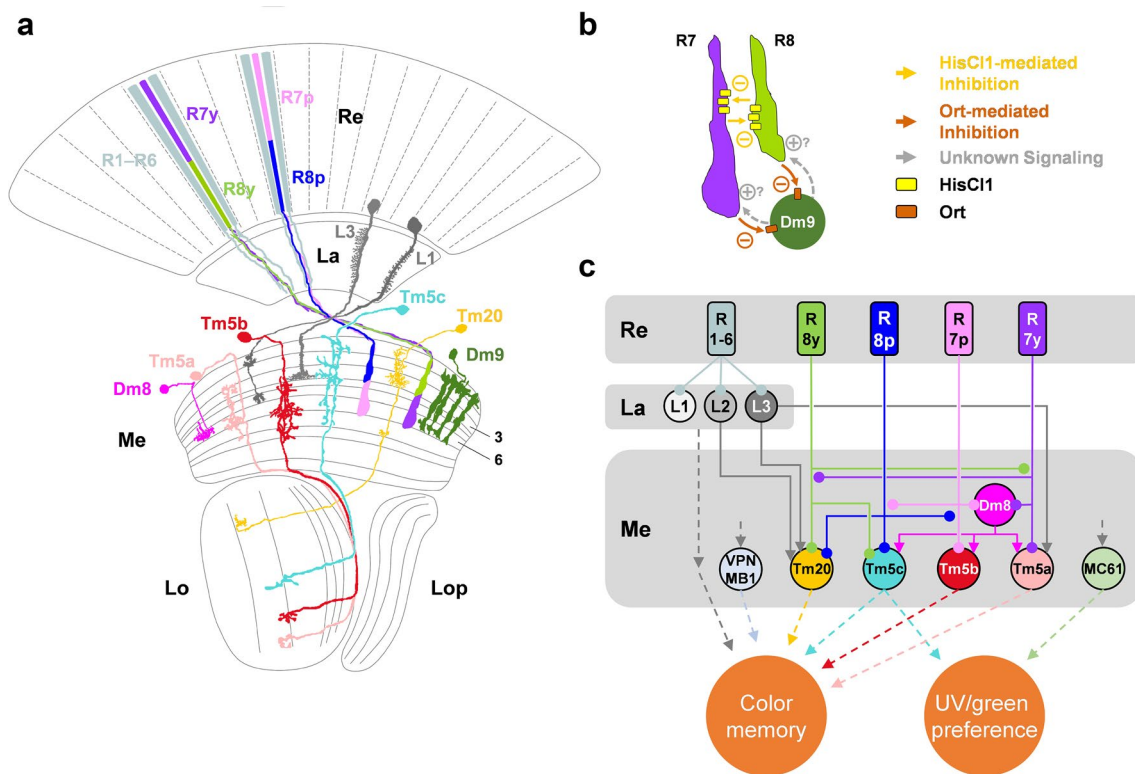 a
R7y
R7p
Re
R1–R6
R8y
R8p
La
L3
L1
Tm5c
Tm5b
Tm20
Tm5a
Dm9
Dm8
Me
3
6
Lo
Lop
b
R7
R8
−
−
+?
+?
−
−
Dm9
HisCl1-mediated
Inhibition
Ort-mediated
Inhibition
Unknown Signaling
HisCl1
Ort
c
Re
R
1-6
R
8y
R
8p
R
7p
R
7y
La
L1
L2
L3
Me
Dm8
VPN
MB1
Tm20
Tm5c
Tm5b
Tm5a
MC61
Color
memory
UV/green
preference